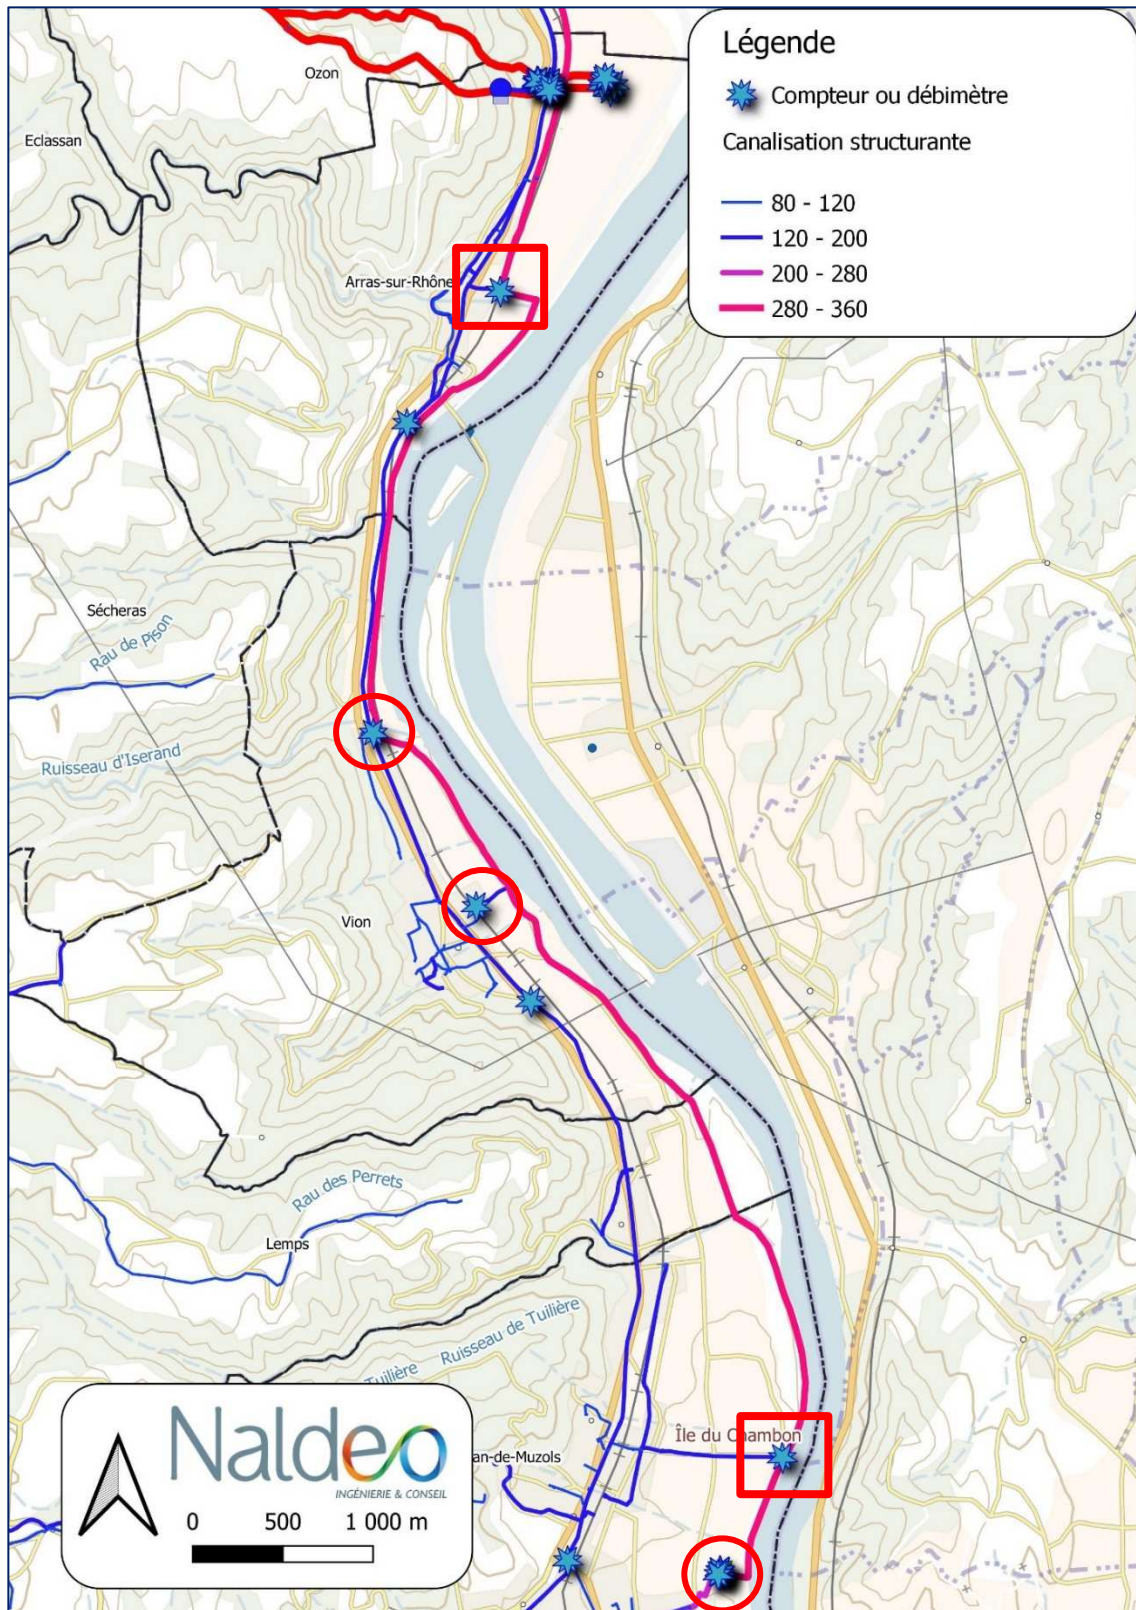 Légende
Compteur ou débimètre
Canalisation structurante
80 - 120
120 - 200
200 - 280
280 - 360
Ozon
Eclassan
Arras-sur-Rhône
Sécheras
Rau de Pison
Ruisseau d'Iserand
Vion
Rau des Perrets
Lemps
Ruisseau de Tuilière
Tuilière
Île du Chambon
an-de-Muzols
Naldeo
INGÉNIERIE & CONSEIL
0 500 1 000 m